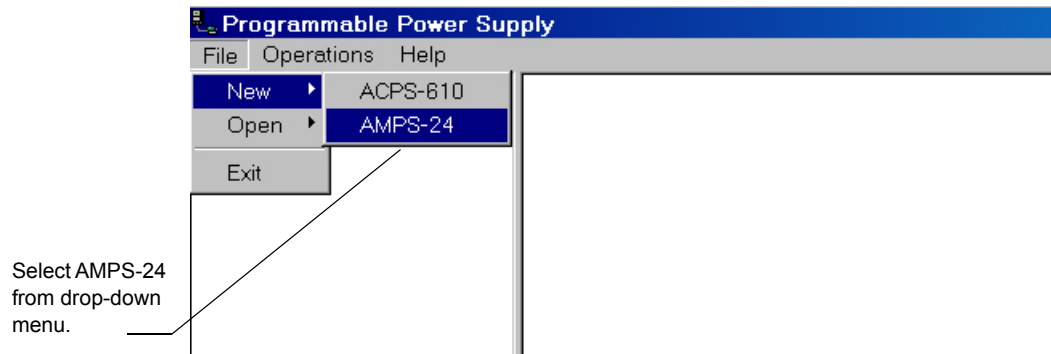 Programmable Power Supply
File Operations Help
New ACPS-610
Open AMPS-24
Exit
Select AMPS-24
from drop-down
menu.